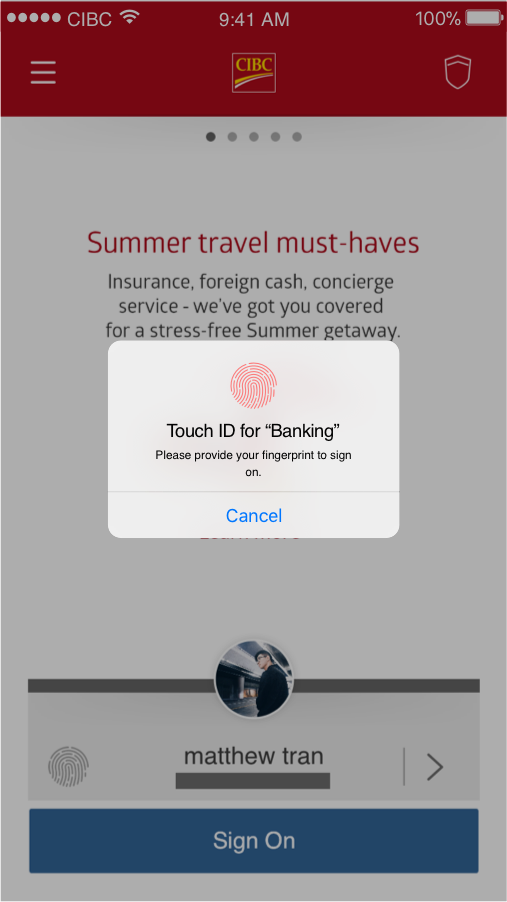 CIBC
9:41 AM
100%
CIBC
Summer travel must-haves
Insurance, foreign cash, concierge
service - we've got you covered
for a stress-free Summer getaway.
Touch ID for “Banking”
Please provide your fingerprint to sign
on.
Cancel
Learn more
matthew tran
Sign On